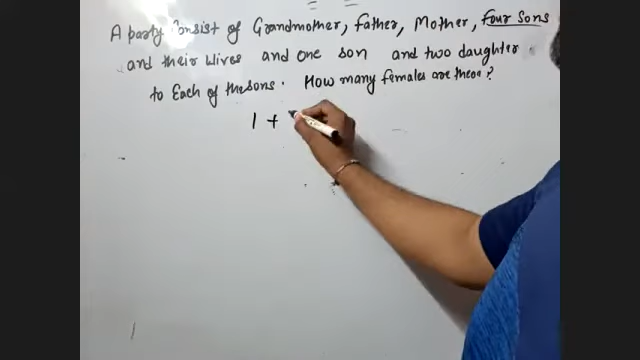 A party consist of Grandmother, father, Mother, four sons
and their wives and one son and two daughter
to Each of the sons. How many females are there?
1 +